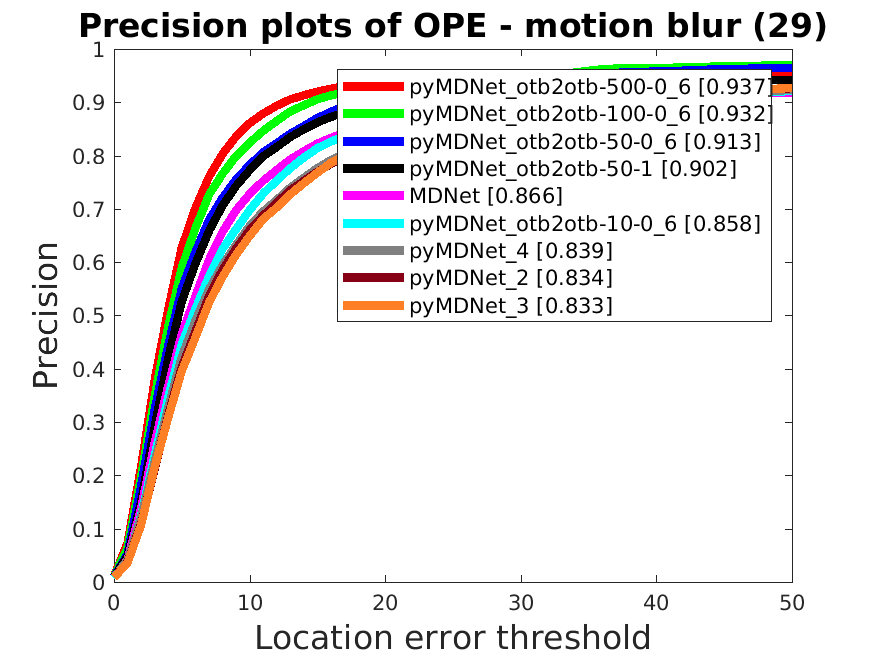 Precision plots of OPE - motion blur (29)
1
0.9
0.8
0.7
0.6
0.5
0.4
0.3
0.2
0.1
0
Precision
pyMDNet_otb2otb-500-0_6 [0.937]
pyMDNet_otb2otb-100-0_6 [0.932]
pyMDNet_otb2otb-50-0_6 [0.913]
pyMDNet_otb2otb-50-1 [0.902]
MDNet [0.866]
pyMDNet_otb2otb-10-0_6 [0.858]
pyMDNet_4 [0.839]
pyMDNet_2 [0.834]
pyMDNet_3 [0.833]
0 10 20 30 40 50
Location error threshold